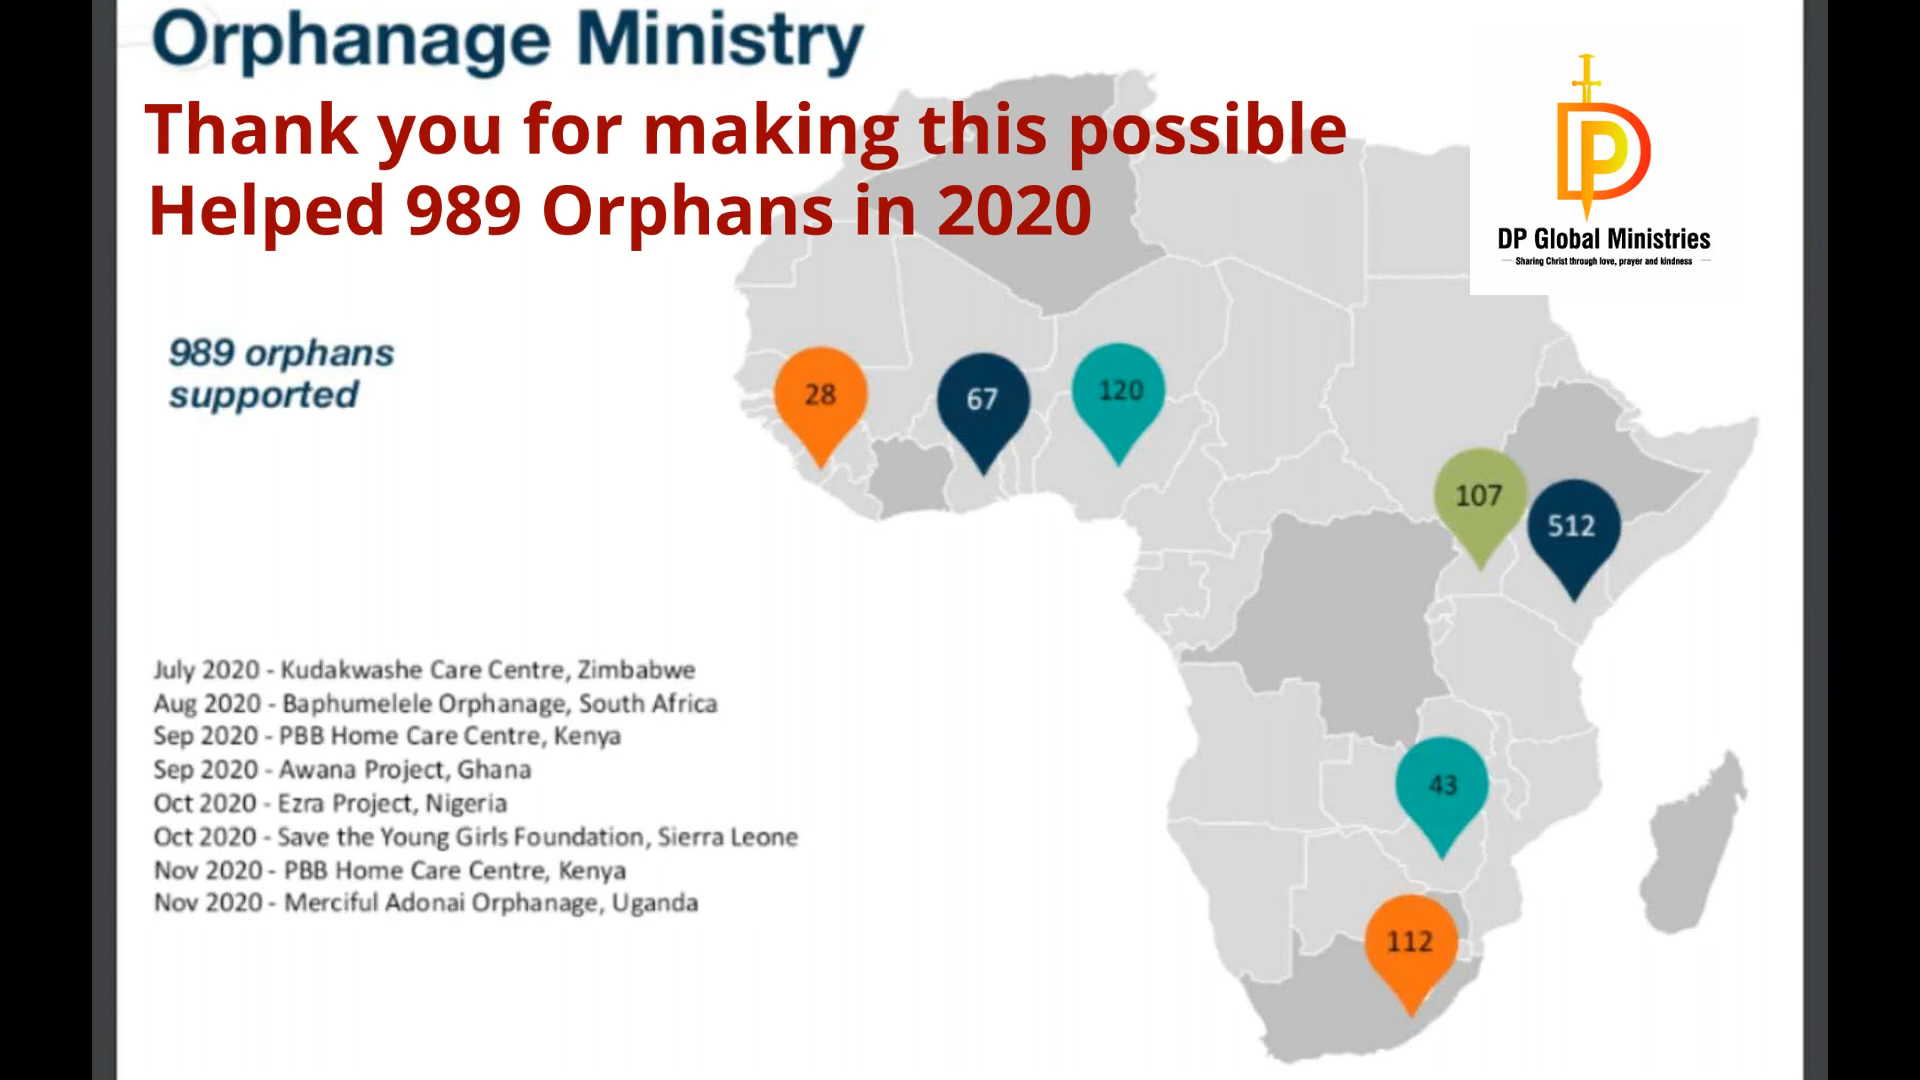 Orphanage Ministry
Thank you for making this possible
Helped 989 Orphans in 2020
DP
DP Global Ministries
Sharing Christ through love, prayer and kindness
989 orphans
supported
28
67
120
107
512
43
112
July 2020 - Kudakwashe Care Centre, Zimbabwe
Aug 2020 - Baphumelele Orphanage, South Africa
Sep 2020 - PBB Home Care Centre, Kenya
Sep 2020 - Awana Project, Ghana
Oct 2020 - Ezra Project, Nigeria
Oct 2020 - Save the Young Girls Foundation, Sierra Leone
Nov 2020 - PBB Home Care Centre, Kenya
Nov 2020 - Merciful Adonai Orphanage, Uganda